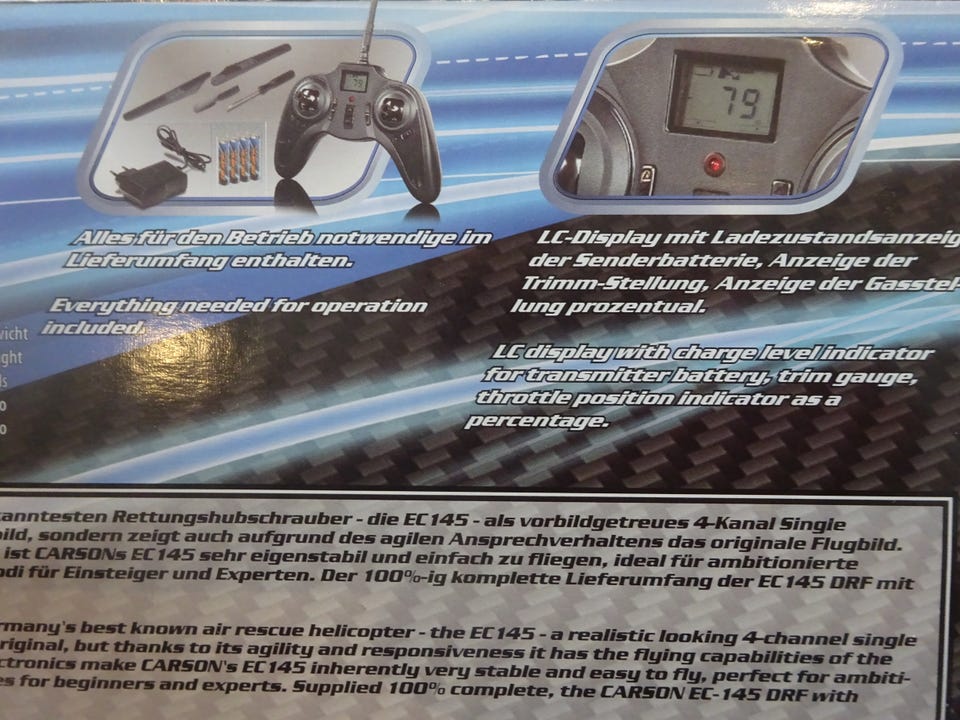 79
79
Alles für den Betrieb notwendige im
Lieferumfang enthalten.
Everything needed for operation
included.
LC-Display mit Ladezustandsanzeig
der Senderbatterie, Anzeige der
Trimm-Stellung, Anzeige der Gasstel-
lung prozentual.
LC display with charge level indicator
for transmitter battery, trim gauge,
throttle position indicator as a
percentage.
wicht
ght
ls
0
0
kanntesten Rettungshubschrauber - die EC145 - als vorbildgetreues 4-Kanal Single
bild, sondern zeigt auch aufgrund des agilen Ansprechverhaltens das originale Flugbild.
ist CARSONs EC145 sehr eigenstabil und einfach zu fliegen, ideal für ambitionierte
odi für Einsteiger und Experten. Der 100%-ig komplette Lieferumfang der EC145 DRF mit
rmany's best known air rescue helicopter - the EC145 - a realistic looking 4-channel single
riginal, but thanks to its agility and responsiveness it has the flying capabilities of the
ctronics make CARSON's EC145 inherently very stable and easy to fly, perfect for ambiti-
es for beginners and experts. Supplied 100% complete, the CARSON EC-145 DRF with